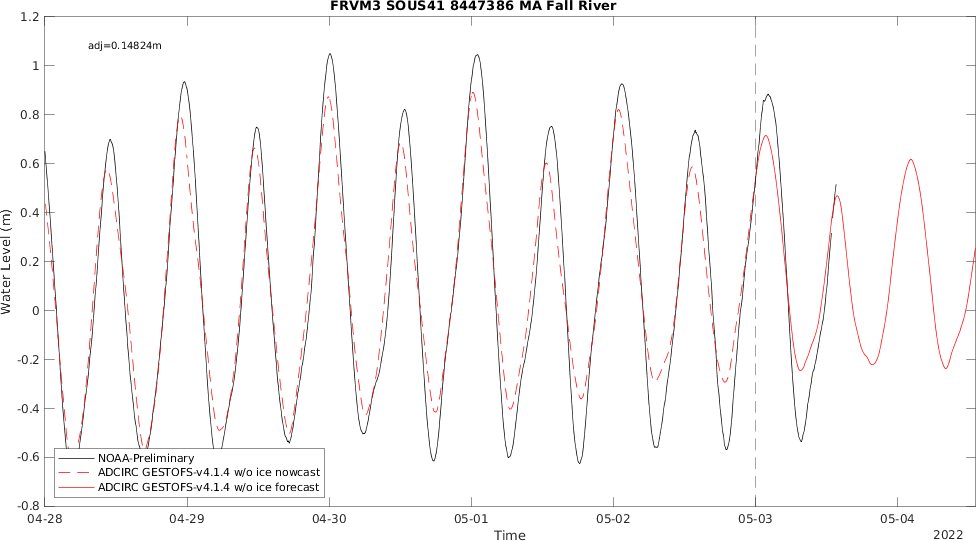 FRVM3 SOUS41 8447386 MA Fall River
adj=0.14824m
Water Level (m)
1.2
1
0.8
0.6
0.4
0.2
0
-0.2
-0.4
-0.6
-0.8
NOAA-Preliminary
ADCIRC GESTOFS-v4.1.4 w/o ice nowcast
ADCIRC GESTOFS-v4.1.4 w/o ice forecast
04-28 04-29 04-30 05-01 05-02 05-03 05-04
Time
2022